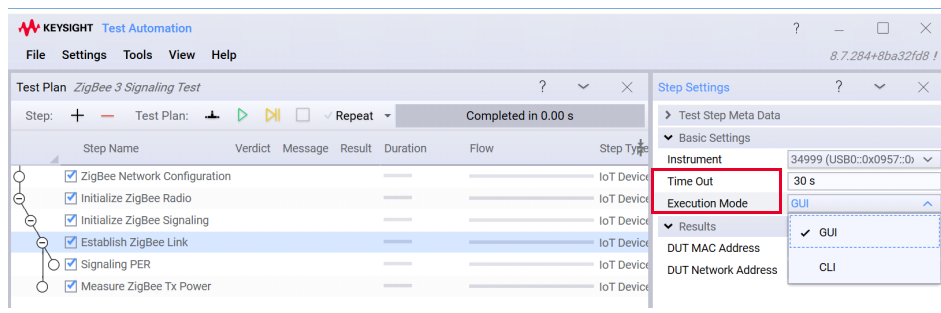 KEYSIGHT Test Automation ?
File Settings Tools View Help 8.7.284+8ba32fd8 !
Test Plan ZigBee 3 Signaling Test ?
Step: Test Plan: Repeat Completed in 0.00 s
Step Name Verdict Message Result Duration Flow Step Type
ZigBee Network Configuration IoT Device
Initialize ZigBee Radio IoT Device
Initialize ZigBee Signaling IoT Device
Establish ZigBee Link IoT Device
Signaling PER IoT Device
Measure ZigBee Tx Power IoT Device
Step Settings ?
Test Step Meta Data
Basic Settings
Instrument 34999 (USB0::0x0957::0x
Time Out 30 s
Execution Mode GUI
Results GUI
DUT MAC Address
DUT Network Address CLI